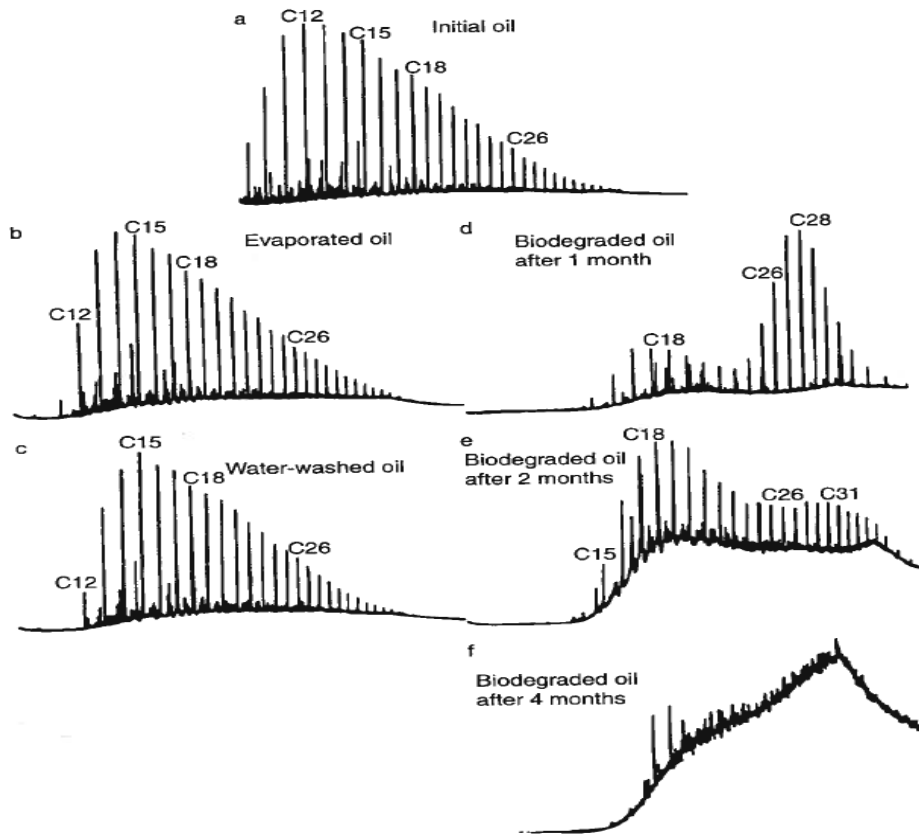 a
Initial oil
C12
C15
C18
C26
b
Evaporated oil
C12
C15
C18
C26
c
Water-washed oil
C12
C15
C18
C26
d
Biodegraded oil
after 1 month
C18
C26
C28
e
Biodegraded oil
after 2 months
C15
C18
C26
C31
f
Biodegraded oil
after 4 months